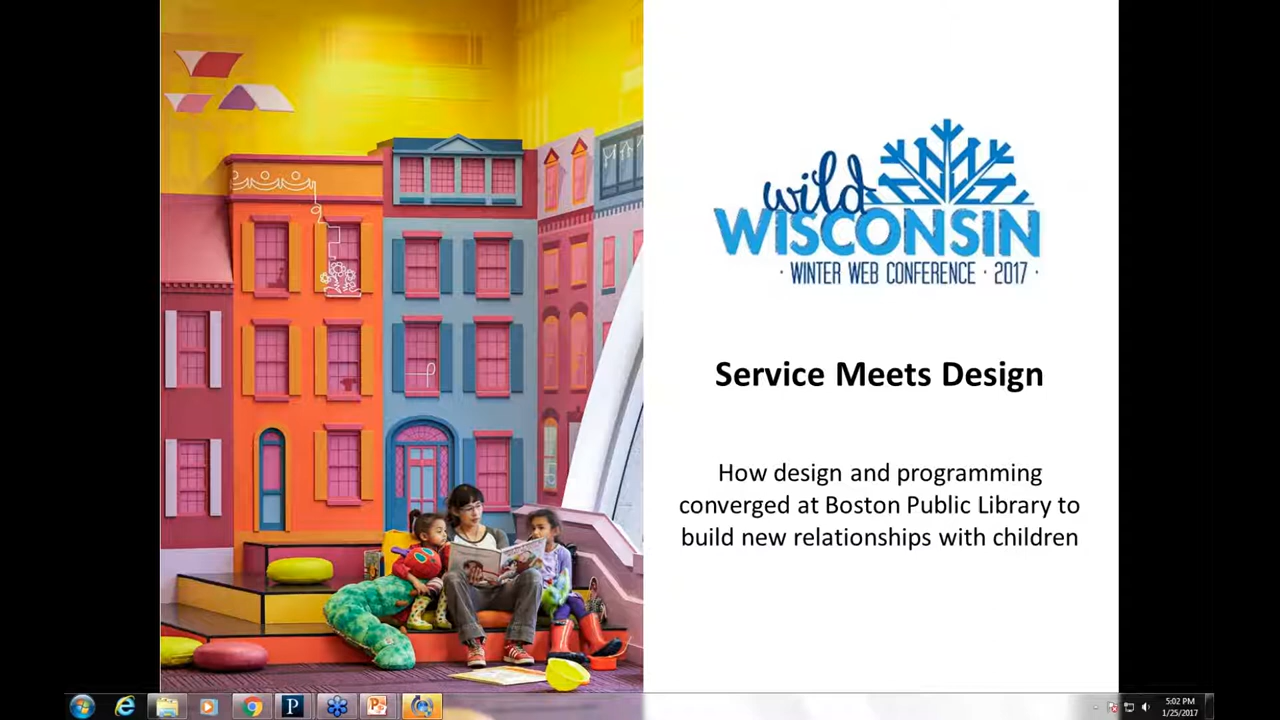 wild
WISCONSIN
· WINTER WEB CONFERENCE · 2017 ·
Service Meets Design
How design and programming
converged at Boston Public Library to
build new relationships with children
5:02 PM
1/25/2017